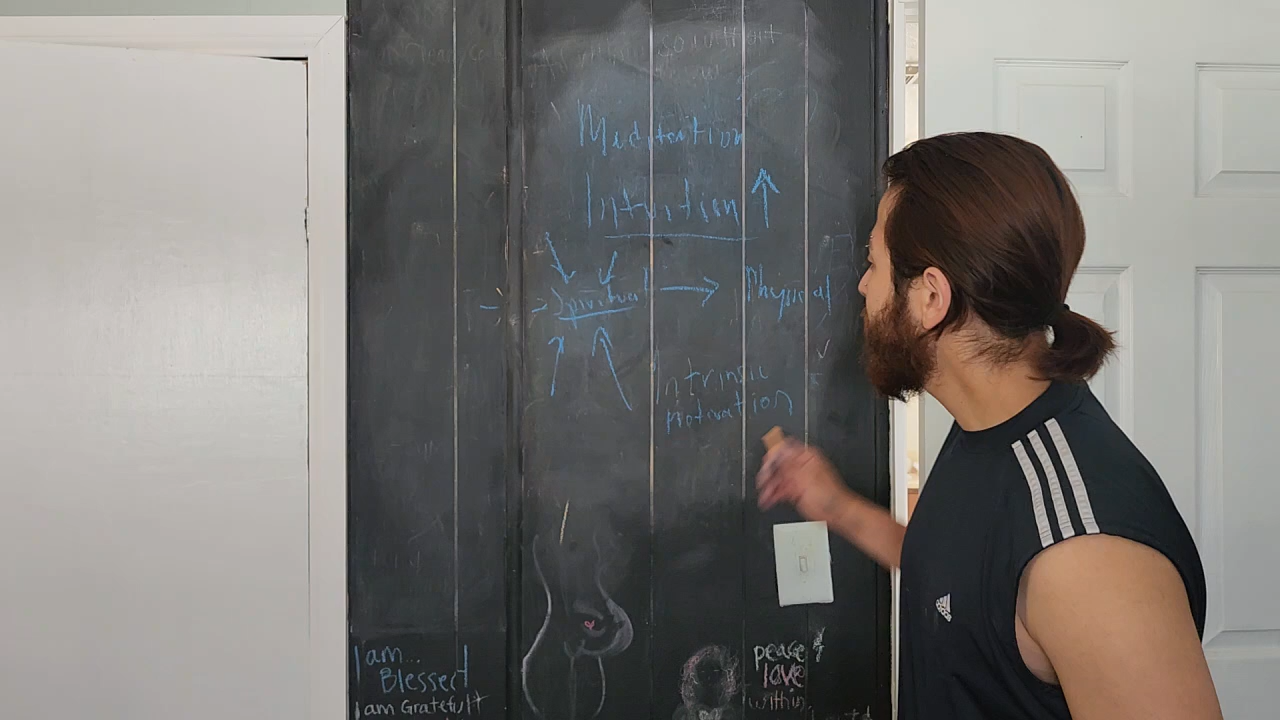 Meditation
Intuition ↑
Spiritual → Physical
Intrinsic
Motivation
I am...
Blessed
I am Grateful
peace &
love
within